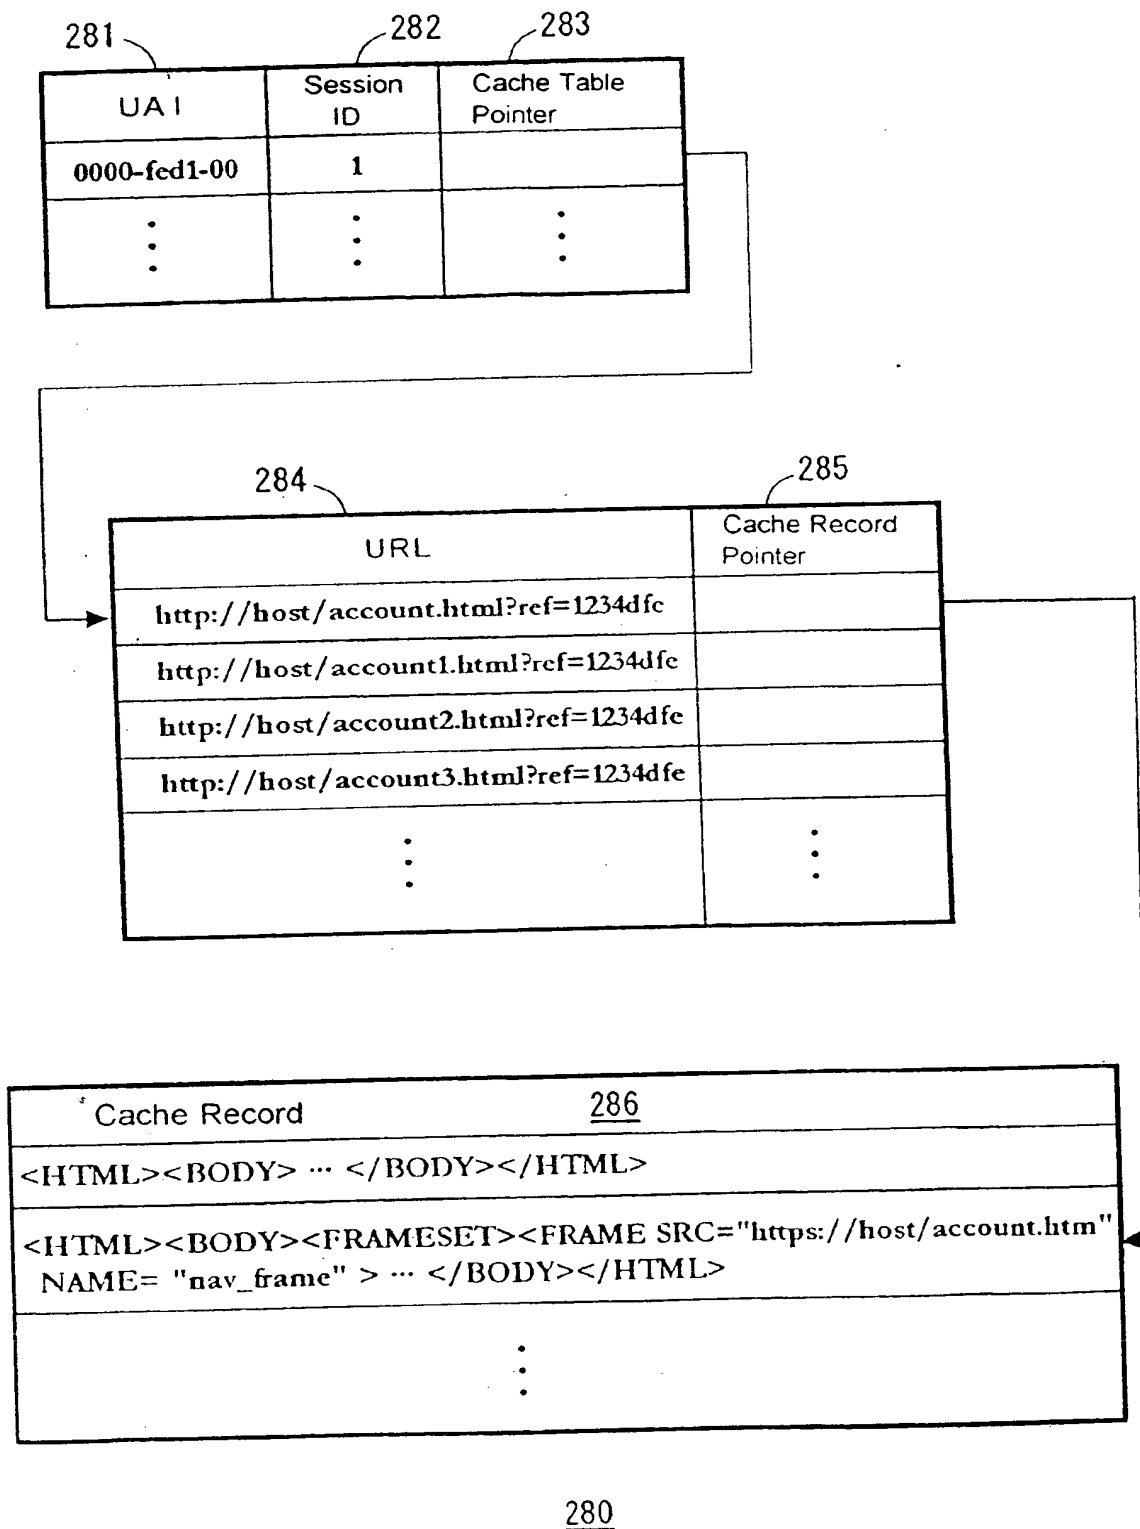 281 282 283
UAI Session ID Cache Table Pointer
0000-fed1-00 1
284 285
URL Cache Record Pointer
http://host/account.html?ref=1234dfe
http://host/account1.html?ref=1234dfe
http://host/account2.html?ref=1234dfe
http://host/account3.html?ref=1234dfe
Cache Record 286
<HTML><BODY> ··· </BODY></HTML>
<HTML><BODY><FRAMESET><FRAME SRC="https://host/account.htm"
NAME= "nav_frame" > ··· </BODY></HTML>
280